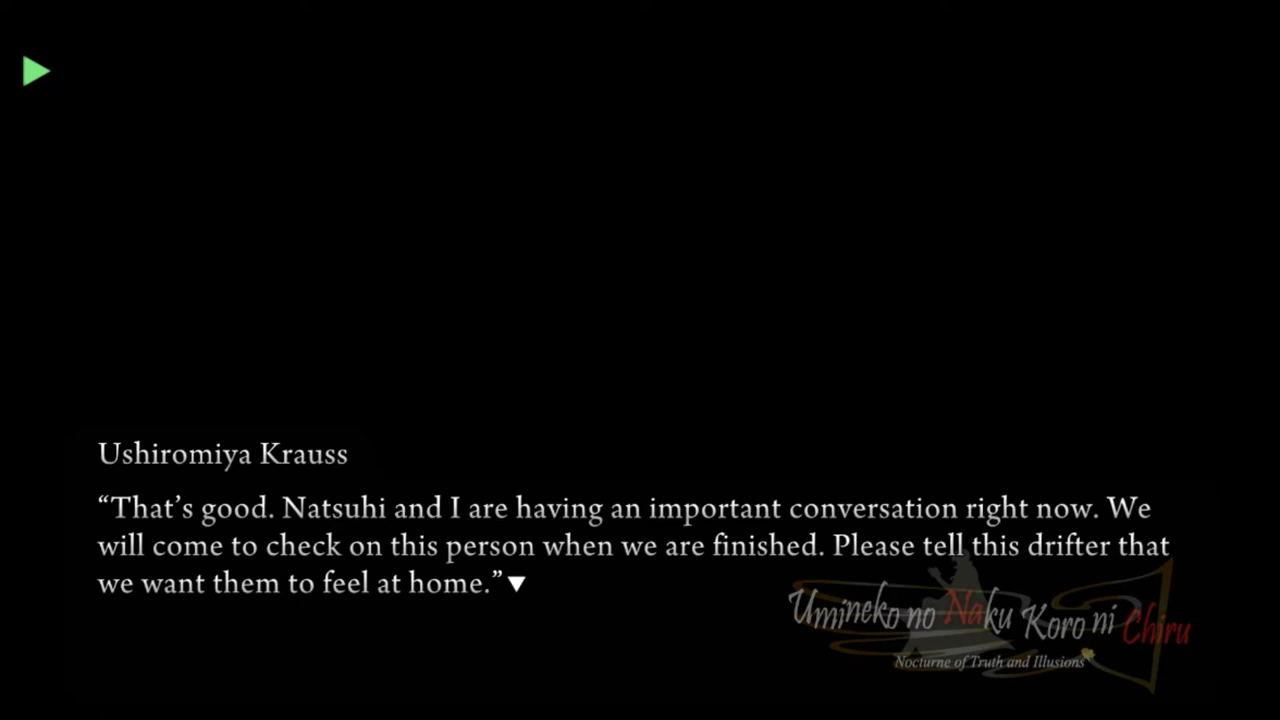 Ushiromiya Krauss
“That’s good. Natsuhi and I are having an important conversation right now. We
will come to check on this person when we are finished. Please tell this drifter that
we want them to feel at home.”
Umineko no Naku Koro ni Chiru
Nocturne of Truth and Illusions